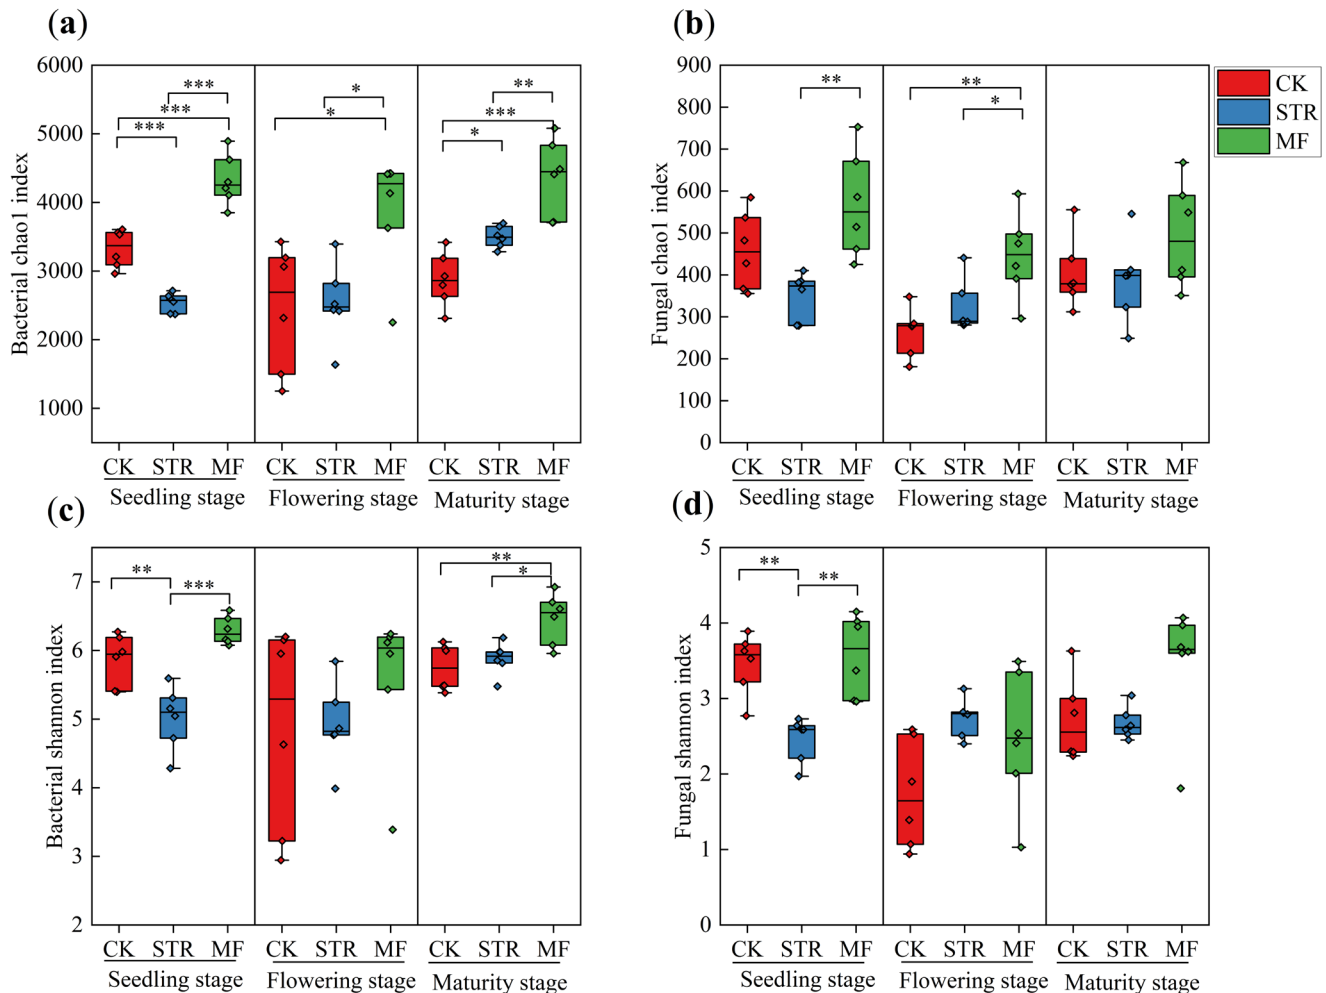 (a)
6000
5000
4000
3000
2000
1000
Bacterial chao1 index
***
***
***
*
*
**
***
*
CK STR MF CK STR MF CK STR MF
Seedling stage Flowering stage Maturity stage
(b)
900
800
700
600
500
400
300
200
100
0
Fungal chao1 index
**
**
*
CK STR MF CK STR MF CK STR MF
Seedling stage Flowering stage Maturity stage
CK
STR
MF
(c)
7
6
5
4
3
2
Bacterial shannon index
**
***
**
*
CK STR MF CK STR MF CK STR MF
Seedling stage Flowering stage Maturity stage
(d)
5
4
3
2
1
0
Fungal shannon index
**
**
CK STR MF CK STR MF CK STR MF
Seedling stage Flowering stage Maturity stage